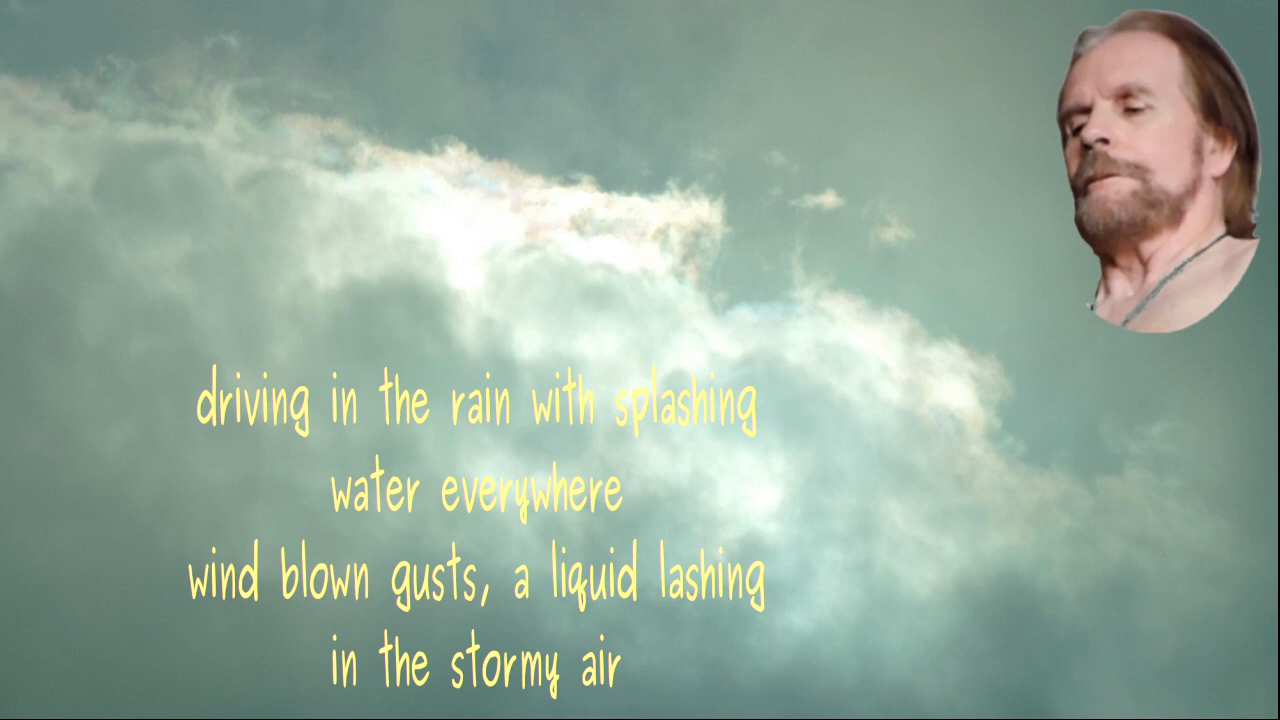 driving in the rain with splashing
water everywhere
wind blown gusts, a liquid lashing
in the stormy air